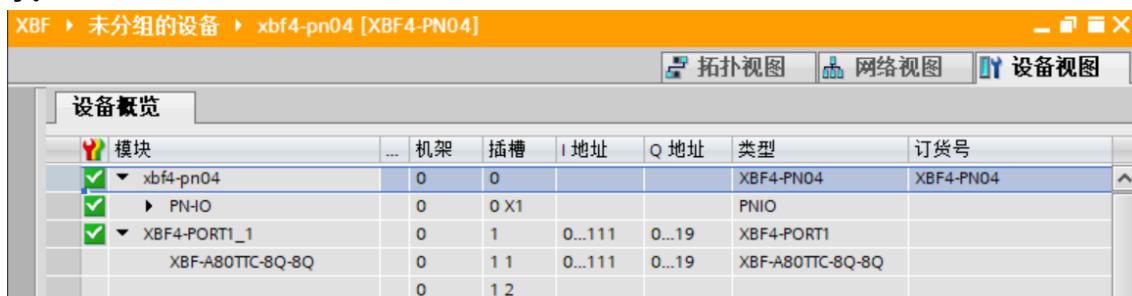 XBF ▸ 未分组的设备 ▸ xbf4-pn04 [XBF4-PN04]
拓扑视图 网络视图 设备视图
设备概览
模块 ... 机架 插槽 I 地址 Q 地址 类型 订货号
xbf4-pn04 0 0 XBF4-PN04 XBF4-PN04
PN-IO 0 0 X1 PNIO
XBF4-PORT1_1 0 1 0...111 0...19 XBF4-PORT1
XBF-A80TTC-8Q-8Q 0 1 1 0...111 0...19 XBF-A80TTC-8Q-8Q
0 1 2